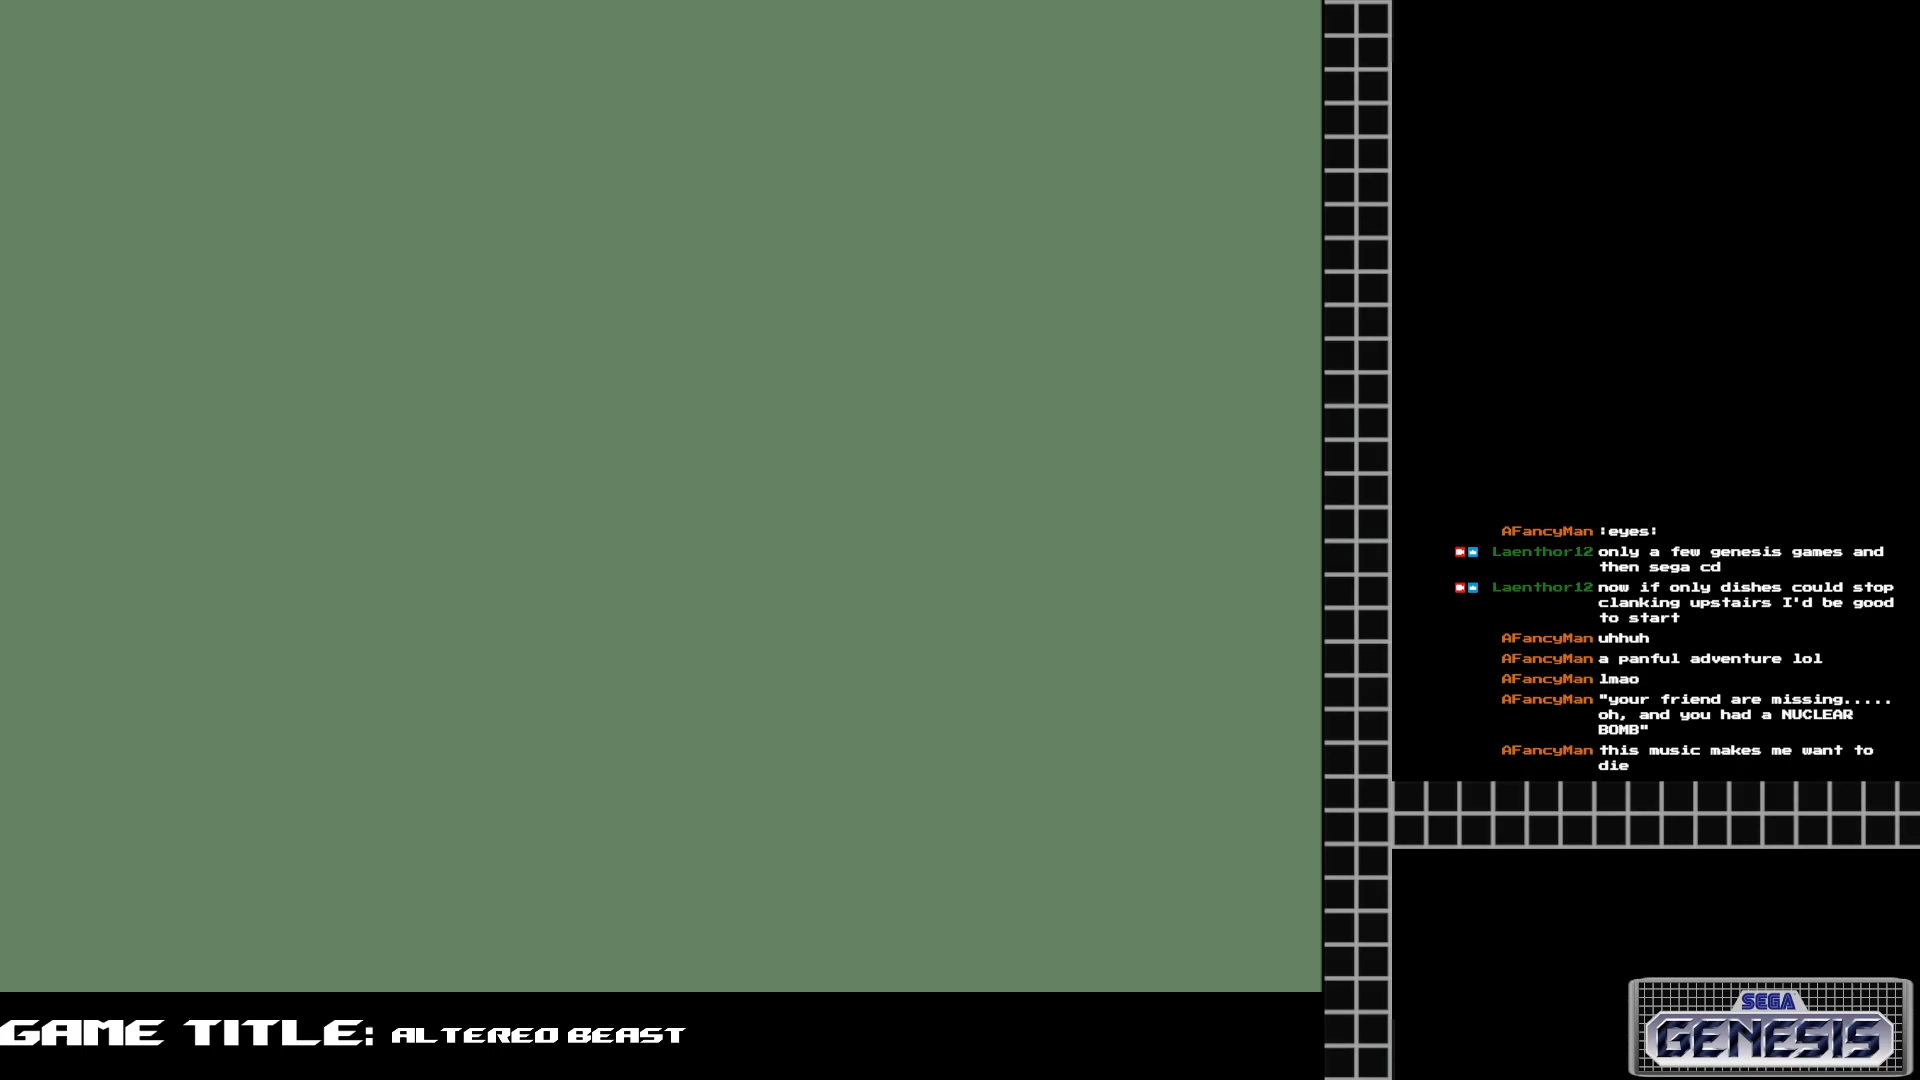 AFancyMan :eyes:
Laenthor12 only a few genesis games and
then sega cd
Laenthor12 now if only dishes could stop
clanking upstairs I'd be good
to start
AFancyMan uhhuh
AFancyMan a panful adventure lol
AFancyMan lmao
AFancyMan "your friend are missing.....
oh, and you had a NUCLEAR
BOMB"
AFancyMan this music makes me want to
die
SEGA
GENESIS
GAME TITLE: ALTERED BEAST